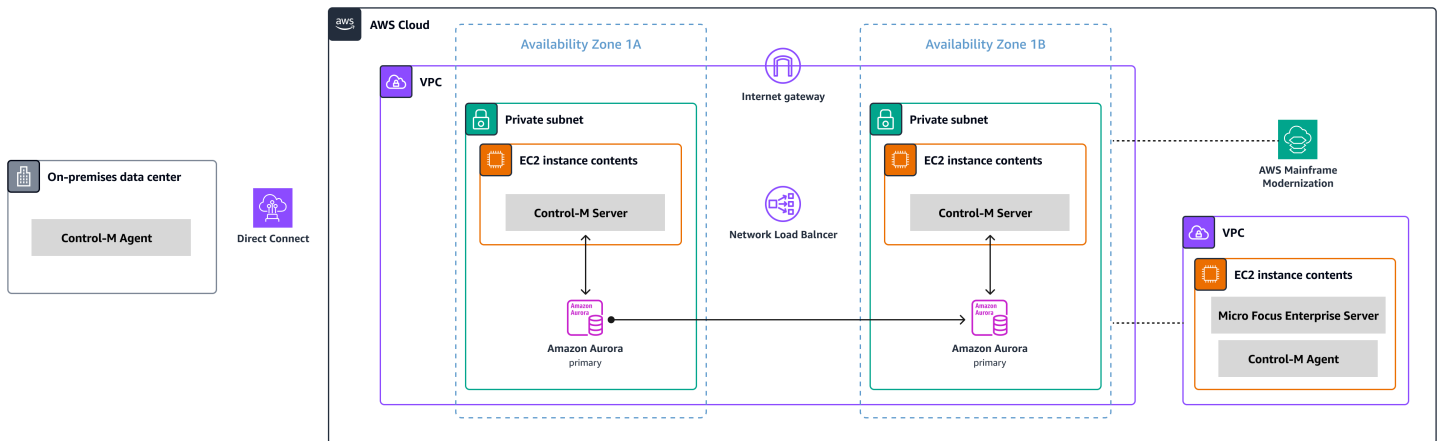 aws
AWS Cloud
Availability Zone 1A
Availability Zone 1B
VPC
Internet gateway
Private subnet
Private subnet
EC2 instance contents
EC2 instance contents
AWS Mainframe
Modernization
On-premises data center
Control-M Server
Control-M Server
Control-M Agent
Direct Connect
Network Load Balncer
VPC
EC2 instance contents
Amazon
Aurora
Amazon
Aurora
Micro Focus Enterprise Server
Amazon Aurora
primary
Amazon Aurora
primary
Control-M Agent